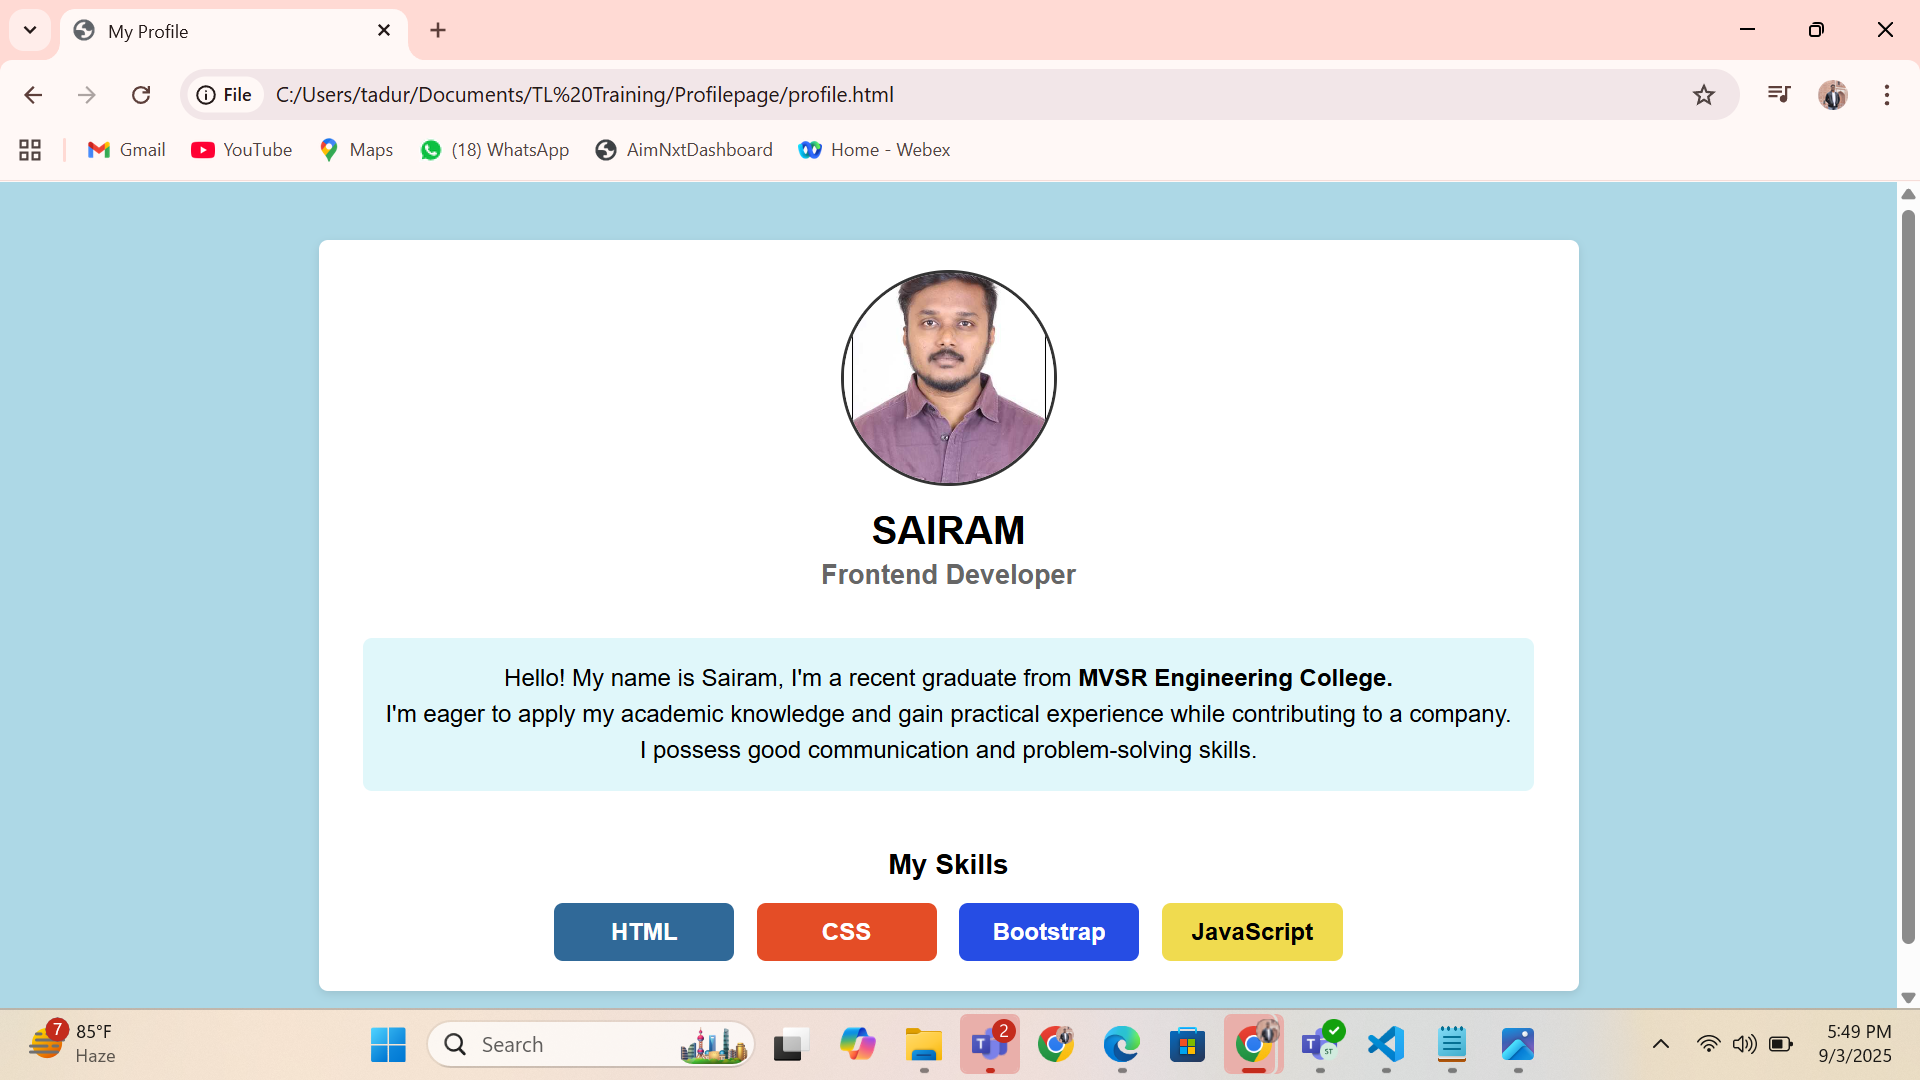 My Profile
File
C:/Users/tadur/Documents/TL%20Training/Profilepage/profile.html
Gmail
YouTube
Maps
(18) WhatsApp
AimNxtDashboard
Home - Webex
SAIRAM
Frontend Developer
Hello! My name is Sairam, I'm a recent graduate from MVSR Engineering College.
I'm eager to apply my academic knowledge and gain practical experience while contributing to a company.
I possess good communication and problem-solving skills.
My Skills
HTML
CSS
Bootstrap
JavaScript
7
85°F
Haze
Search
T
2
T
ST
5:49 PM
9/3/2025